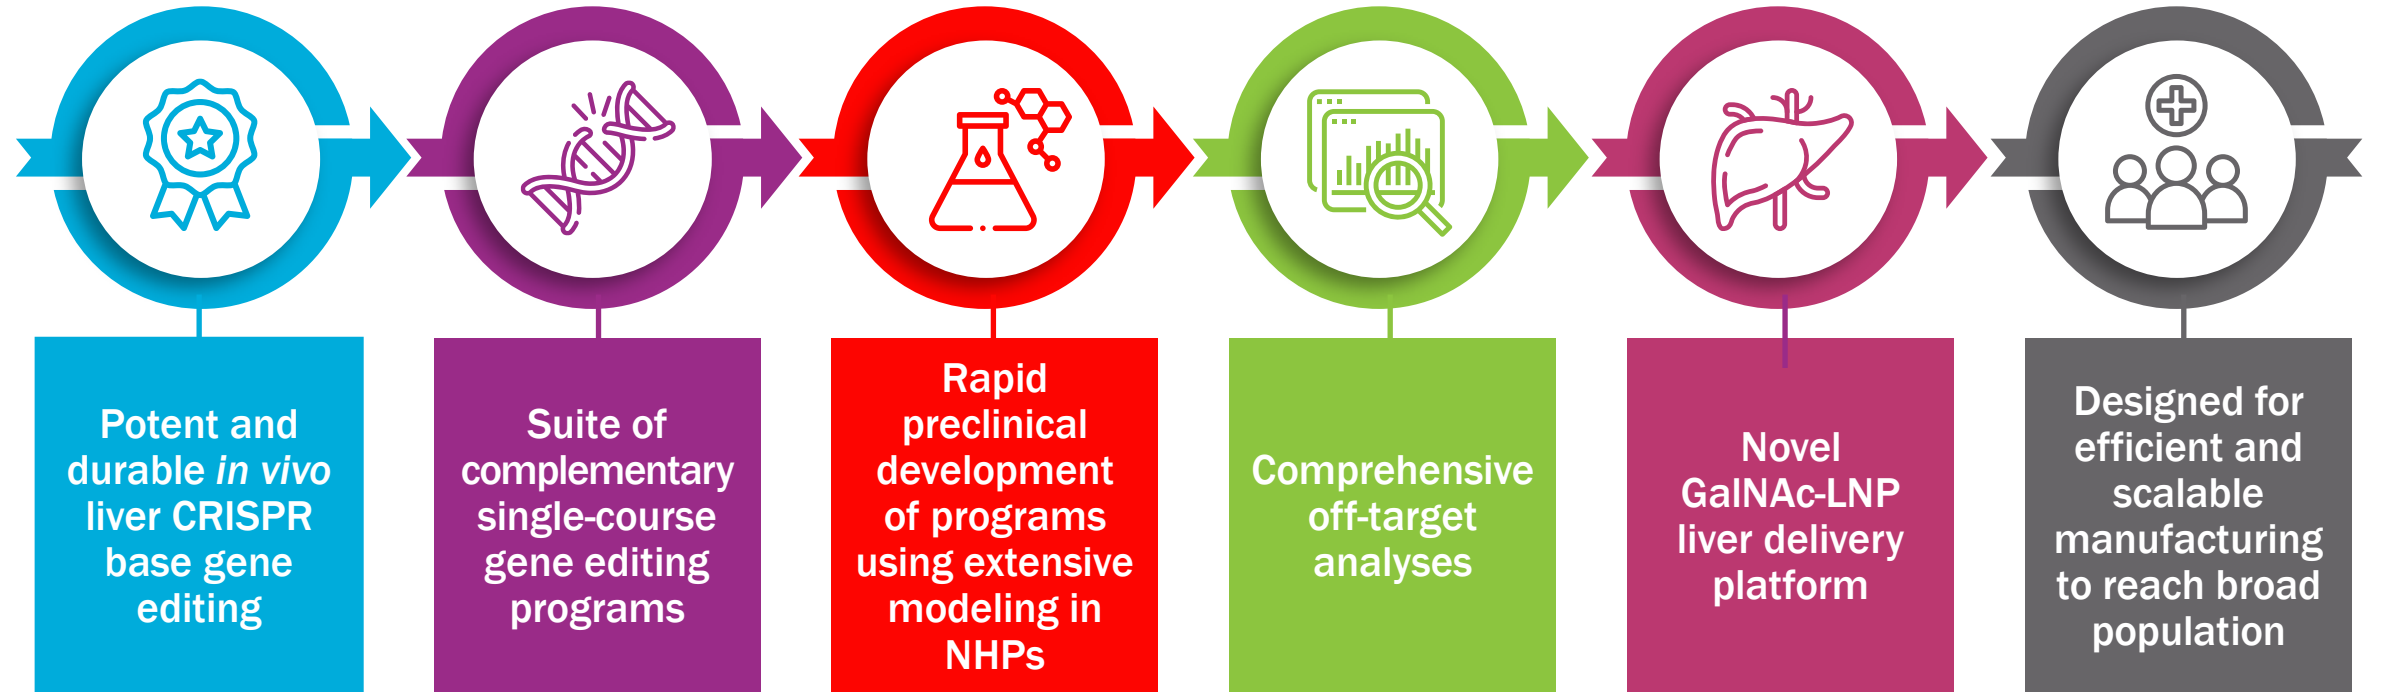 Potent and
durable in vivo
liver CRISPR
base gene
editing
Suite of
complementary
single-course
gene editing
programs
Rapid
preclinical
development
of programs
using extensive
modeling in
NHPs
Comprehensive
off-target
analyses
Novel
GalNAc-LNP
liver delivery
platform
Designed for
efficient and
scalable
manufacturing
to reach broad
population